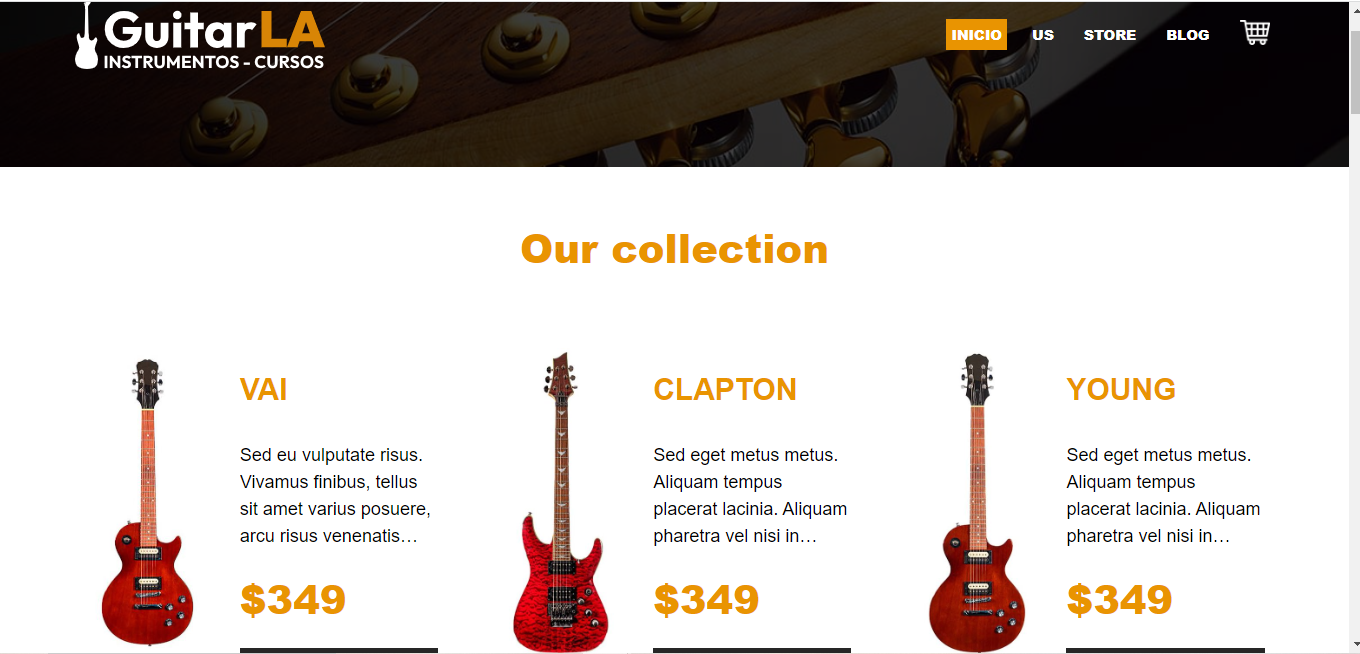 GuitarLA
INSTRUMENTOS - CURSOS
INICIO
US
STORE
BLOG
Our collection
VAI
Sed eu vulputate risus.
Vivamus finibus, tellus
sit amet varius posuere,
arcu risus venenatis…
$349
CLAPTON
Sed eget metus metus.
Aliquam tempus
placerat lacinia. Aliquam
pharetra vel nisi in…
$349
YOUNG
Sed eget metus metus.
Aliquam tempus
placerat lacinia. Aliquam
pharetra vel nisi in…
$349